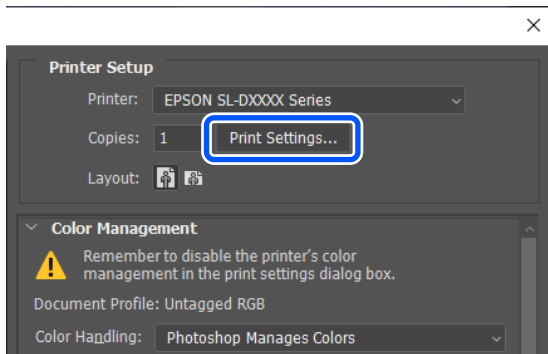 Printer Setup
Printer: EPSON SL-DXXXX Series
Copies: 1 Print Settings...
Layout:
Color Management
Remember to disable the printer's color
management in the print settings dialog box.
Document Profile: Untagged RGB
Color Handling: Photoshop Manages Colors